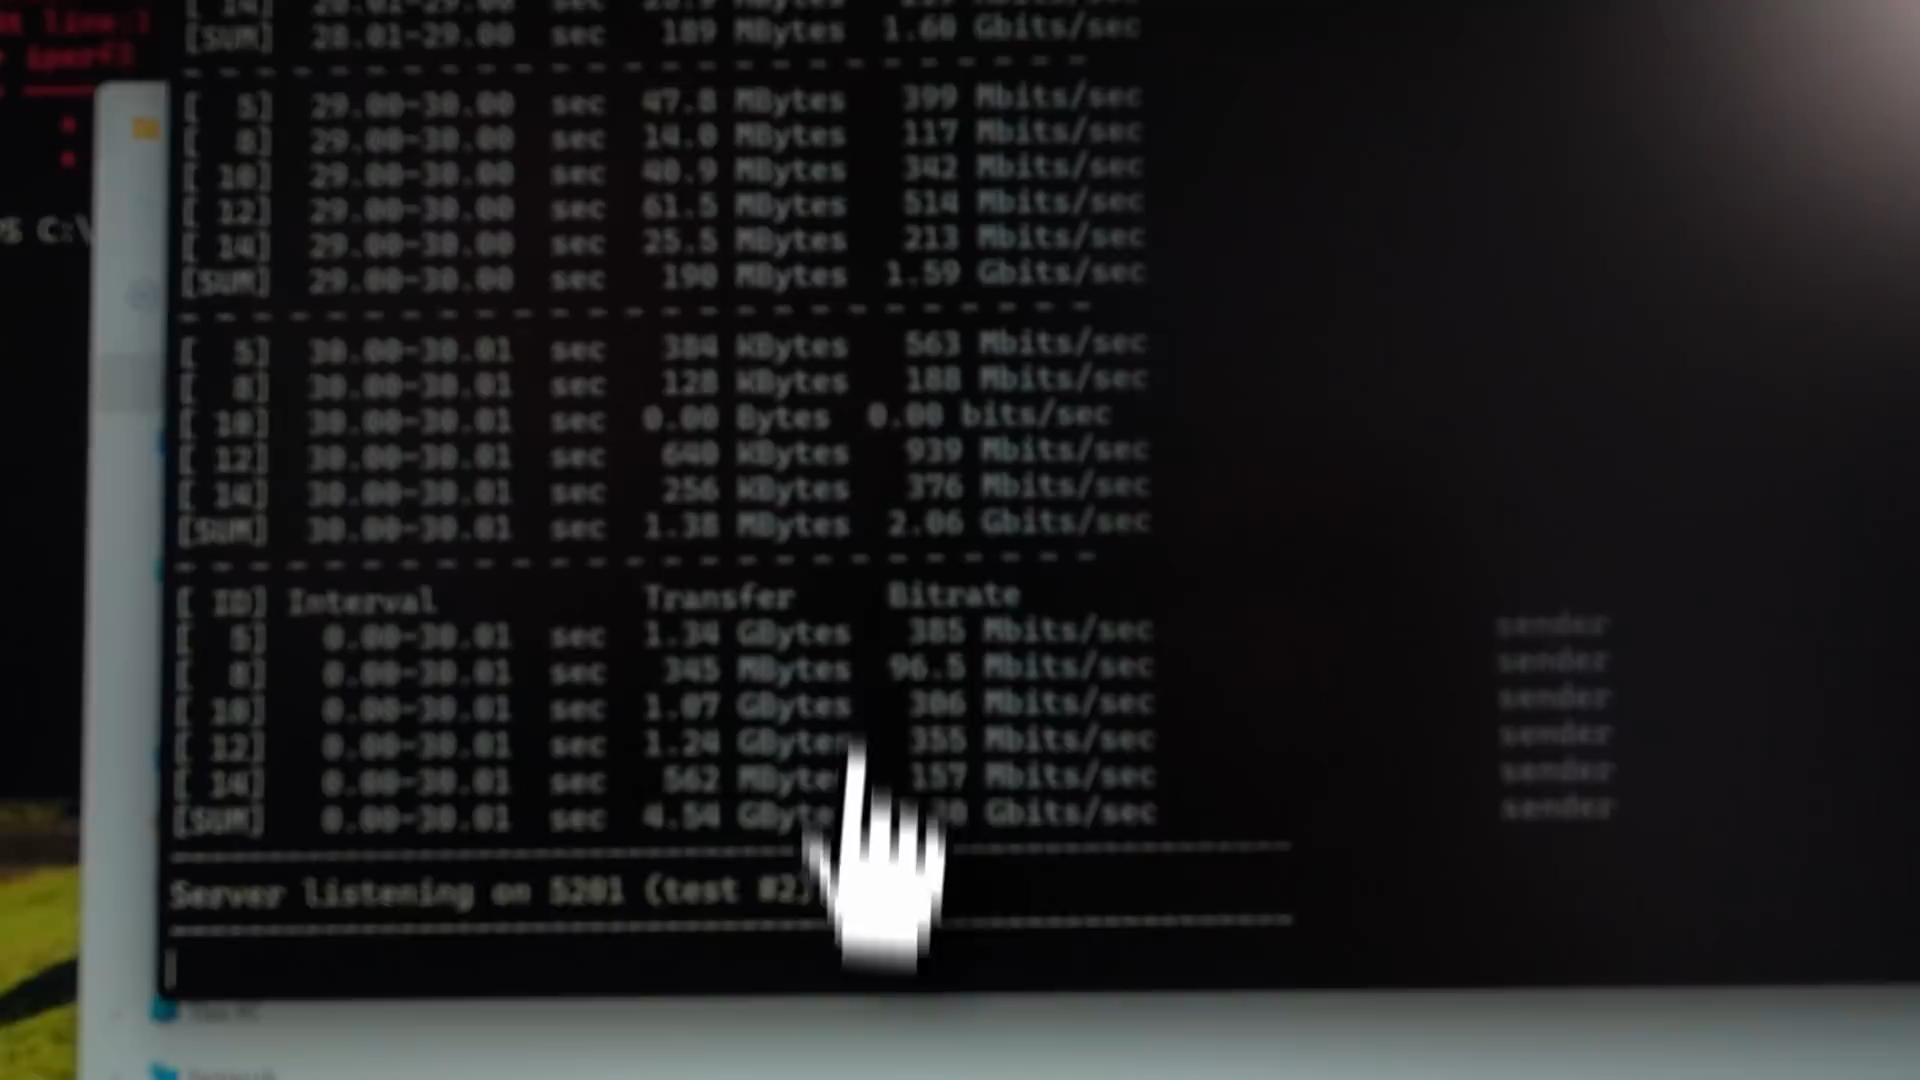 [SUM] 28.01-29.00 sec 189 MBytes 1.60 Gbits/sec
- - - - - - - - - - - - - - - - - - - - - - - - -
[ 5] 29.00-30.00 sec 47.8 MBytes 399 Mbits/sec
[ 8] 29.00-30.00 sec 14.0 MBytes 117 Mbits/sec
[ 10] 29.00-30.00 sec 40.9 MBytes 342 Mbits/sec
[ 12] 29.00-30.00 sec 61.5 MBytes 514 Mbits/sec
PS C:\
[ 14] 29.00-30.00 sec 25.5 MBytes 213 Mbits/sec
[SUM] 29.00-30.00 sec 190 MBytes 1.59 Gbits/sec
- - - - - - - - - - - - - - - - - - - - - - - - -
[ 5] 30.00-30.01 sec 384 KBytes 563 Mbits/sec
[ 8] 30.00-30.01 sec 128 KBytes 188 Mbits/sec
[ 10] 30.00-30.01 sec 0.00 Bytes 0.00 bits/sec
[ 12] 30.00-30.01 sec 640 KBytes 939 Mbits/sec
[ 14] 30.00-30.01 sec 256 KBytes 376 Mbits/sec
[SUM] 30.00-30.01 sec 1.38 MBytes 2.06 Gbits/sec
- - - - - - - - - - - - - - - - - - - - - - - - -
[ ID] Interval Transfer Bitrate
[ 5] 0.00-30.01 sec 1.34 GBytes 385 Mbits/sec sender
[ 8] 0.00-30.01 sec 345 MBytes 96.5 Mbits/sec sender
[ 10] 0.00-30.01 sec 1.07 GBytes 306 Mbits/sec sender
[ 12] 0.00-30.01 sec 1.24 GBytes 355 Mbits/sec sender
[ 14] 0.00-30.01 sec 562 MByte 157 Mbits/sec sender
[SUM] 0.00-30.01 sec 4.54 GByte Gbits/sec sender
Server listening on 5201 (test #2)